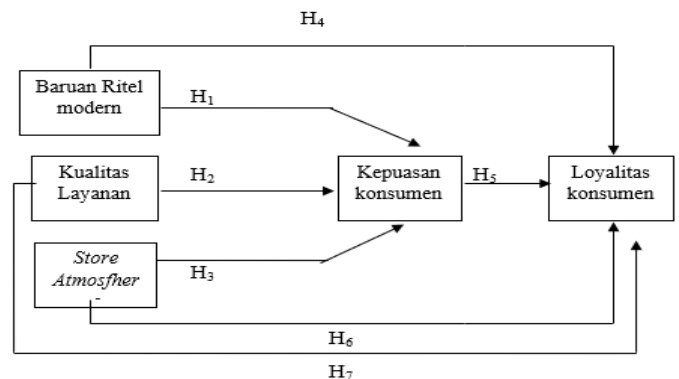 H4
Baruan Ritel
modern
H1
Kualitas
Layanan
H2
Kepuasan
konsumen
H5
Loyalitas
konsumen
Store
Atmosfher
-
H3
H6
H7